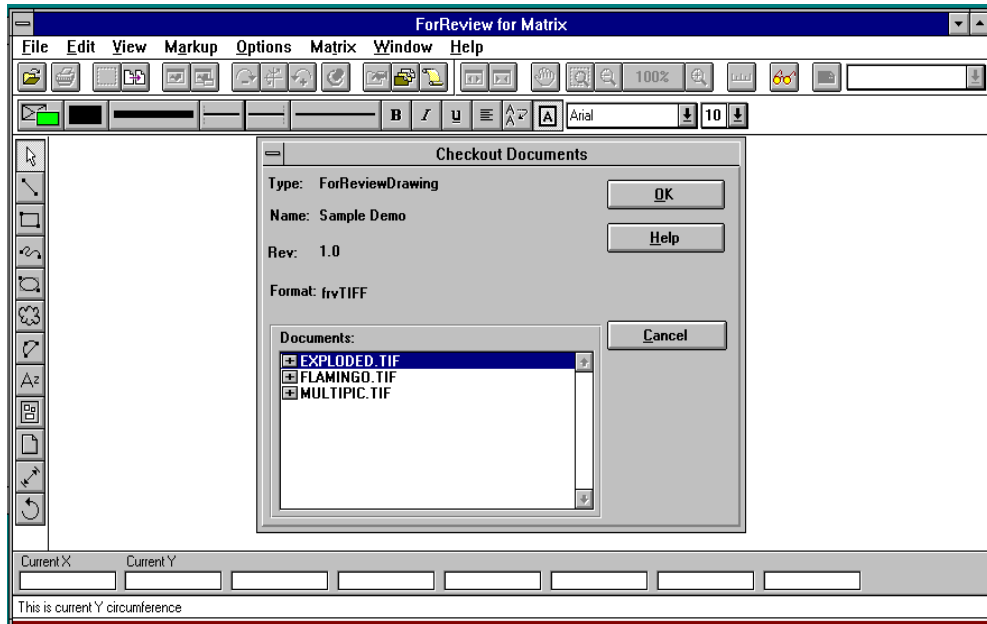 ForReview for Matrix
File Edit View Markup Options Matrix Window Help
100%
B I u A A A Arial 10
Checkout Documents
Type: ForReviewDrawing
OK
Name: Sample Demo
Help
Rev: 1.0
Format: frvTIFF
Cancel
Documents:
EXPLODED.TIF
FLAMINGO.TIF
MULTIPIC.TIF
Az
Current X Current Y
This is current Y circumference